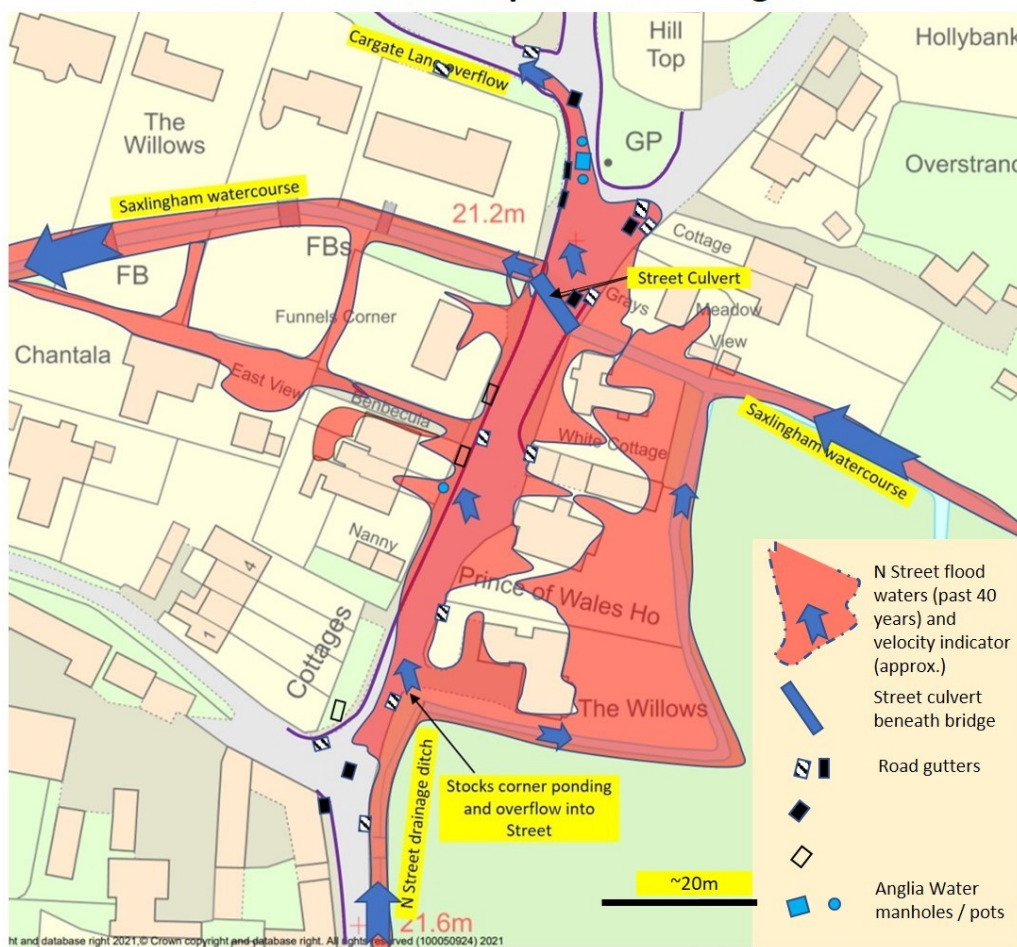 Cargate Lane overflow
Hill
Top
Hollybank
The
Willows
GP
Overstrand
Saxlingham watercourse
21.2m
Cottage
FB
FBs
Street Culvert
Grays
Meadow
View
Funnels Corner
Chantala
East View
Benbecula
White Cottage
Saxlingham
watercourse
Nanny
4
1
Prince of Wales Ho
Cottages
The Willows
N Street drainage ditch
Stocks corner ponding
and overflow into
Street
21.6m
~20m
N Street flood
waters (past 40
years) and
velocity indicator
(approx.)
Street culvert
beneath bridge
Road gutters
Anglia Water
manholes / pots
ht and database right 2021,© Crown copyright and database right. All rights reserved (100050924) 2021